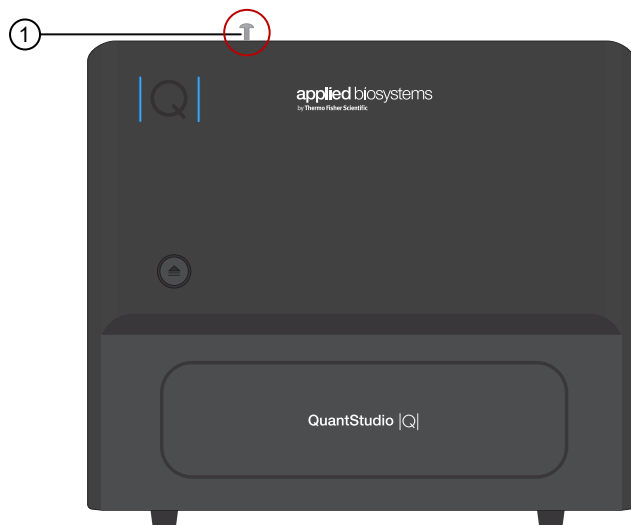 1
|Q|
applied biosystems
by Thermo Fisher Scientific
QuantStudio |Q|